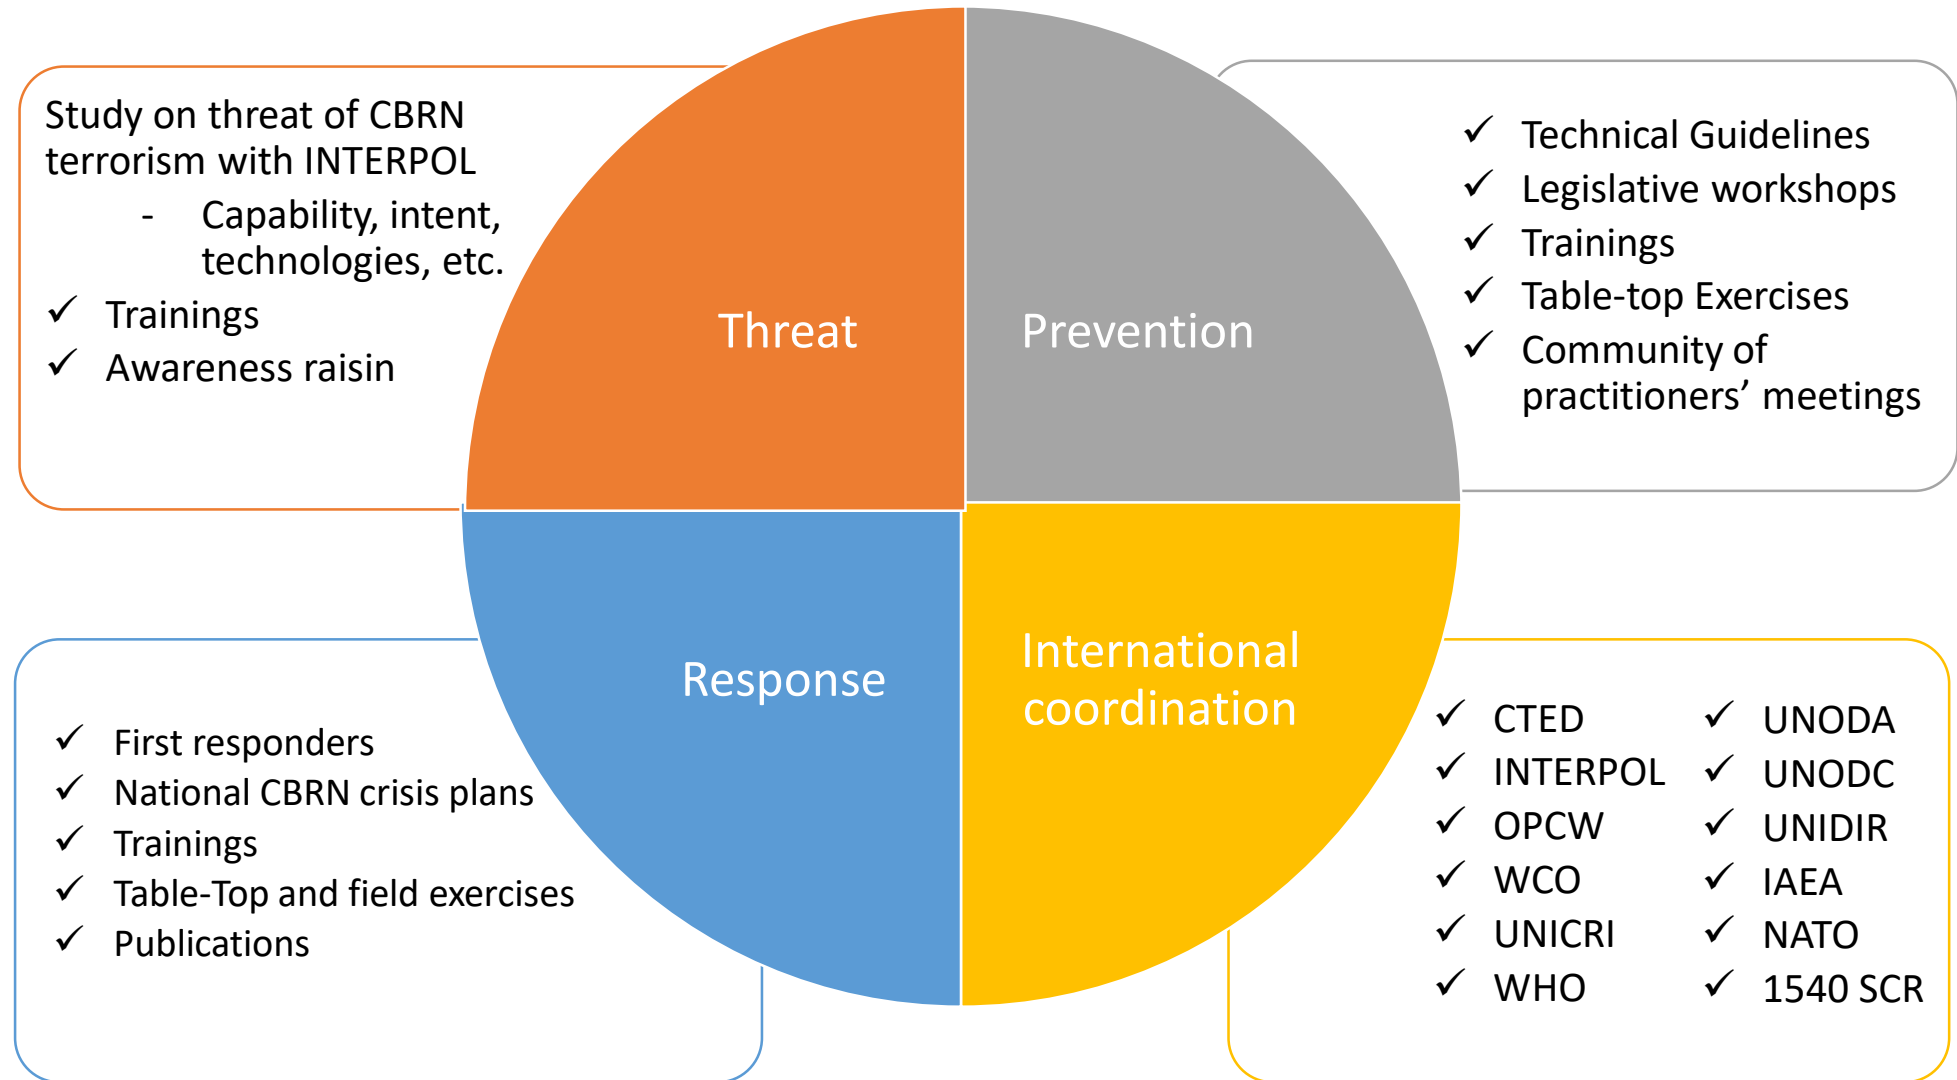 Study on threat of CBRN
terrorism with INTERPOL
- Capability, intent,
technologies, etc.
✓ Trainings
✓ Awareness raisin
Threat
Prevention
✓ Technical Guidelines
✓ Legislative workshops
✓ Trainings
✓ Table-top Exercises
✓ Community of
practitioners’ meetings
Response
✓ First responders
✓ National CBRN crisis plans
✓ Trainings
✓ Table-Top and field exercises
✓ Publications
International
coordination
✓ CTED
✓ INTERPOL
✓ OPCW
✓ WCO
✓ UNICRI
✓ WHO
✓ UNODA
✓ UNODC
✓ UNIDIR
✓ IAEA
✓ NATO
✓ 1540 SCR